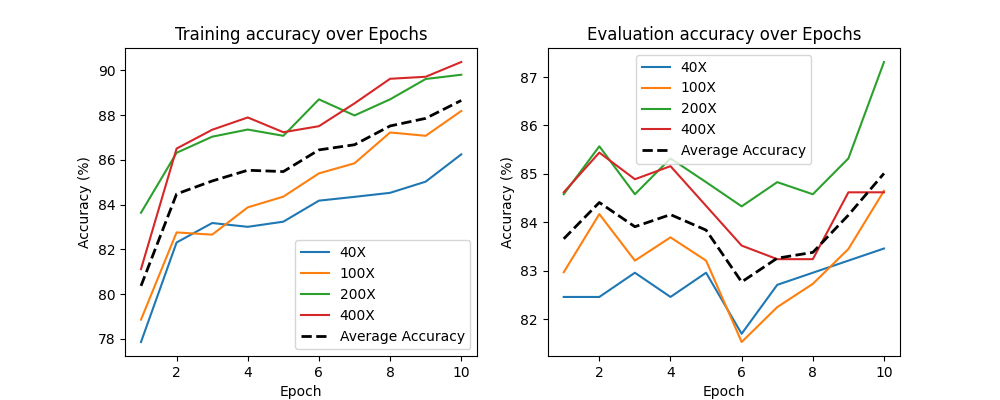 Training accuracy over Epochs
Accuracy (%)
90
88
86
84
82
80
78
40X
100X
200X
400X
Average Accuracy
2
4
6
8
10
Epoch
Evaluation accuracy over Epochs
Accuracy (%)
87
86
85
84
83
82
40X
100X
200X
400X
Average Accuracy
2
4
6
8
10
Epoch